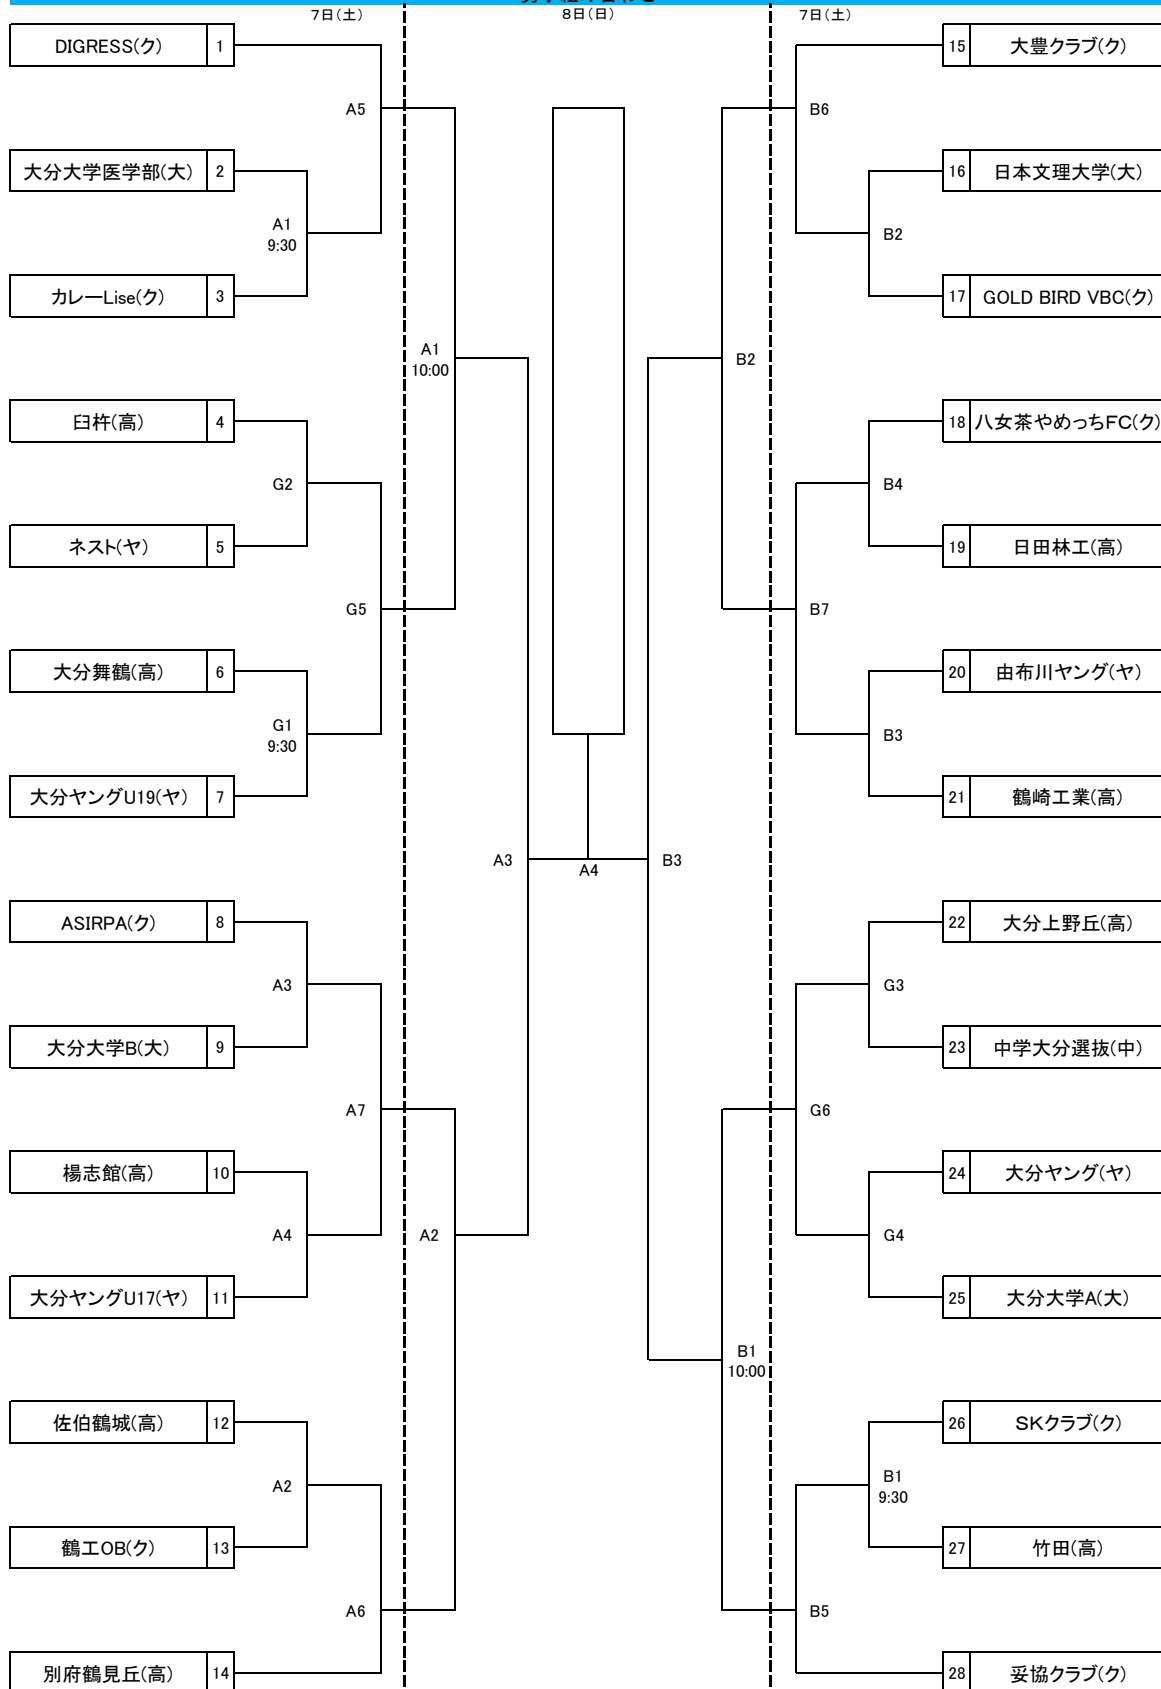 7日(土)
8日(日)
7日(土)
DIGRESS(ク) 1
A5
大分大学医学部(大) 2
A1
9:30
カレーLise(ク) 3
A1
10:00
臼杵(高) 4
G2
ネスト(ヤ) 5
G5
大分舞鶴(高) 6
G1
9:30
大分ヤングU19(ヤ) 7
A3
ASIRPA(ク) 8
A3
大分大学B(大) 9
A7
楊志館(高) 10
A4
A2
大分ヤングU17(ヤ) 11
佐伯鶴城(高) 12
A2
鶴工OB(ク) 13
A6
別府鶴見丘(高) 14
A4
15 大豊クラブ(ク)
B6
16 日本文理大学(大)
B2
17 GOLD BIRD VBC(ク)
B2
18 八女茶やめっちFC(ク)
B4
19 日田林工(高)
B7
20 由布川ヤング(ヤ)
B3
21 鶴崎工業(高)
B3
22 大分上野丘(高)
G3
23 中学大分選抜(中)
G6
24 大分ヤング(ヤ)
G4
25 大分大学A(大)
B1
10:00
26 SKクラブ(ク)
B1
9:30
27 竹田(高)
B5
28 妥協クラブ(ク)